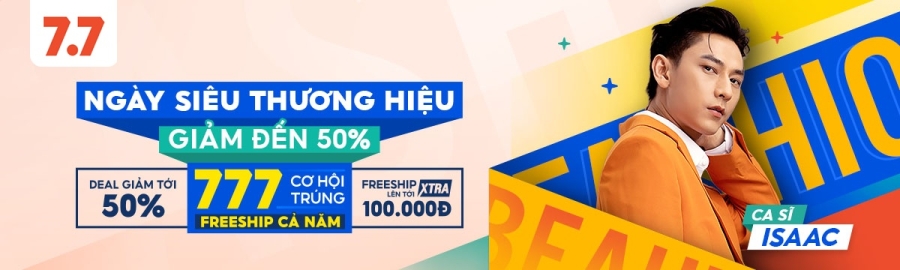 7.7
NGÀY SIÊU THƯƠNG HIỆU
GIẢM ĐẾN 50%
DEAL GIẢM TỚI
50%
777
CƠ HỘI
TRÚNG
FREESHIP CẢ NĂM
FREESHIP XTRA
LÊN TỚI
100.000Đ
CA SĨ
ISAAC